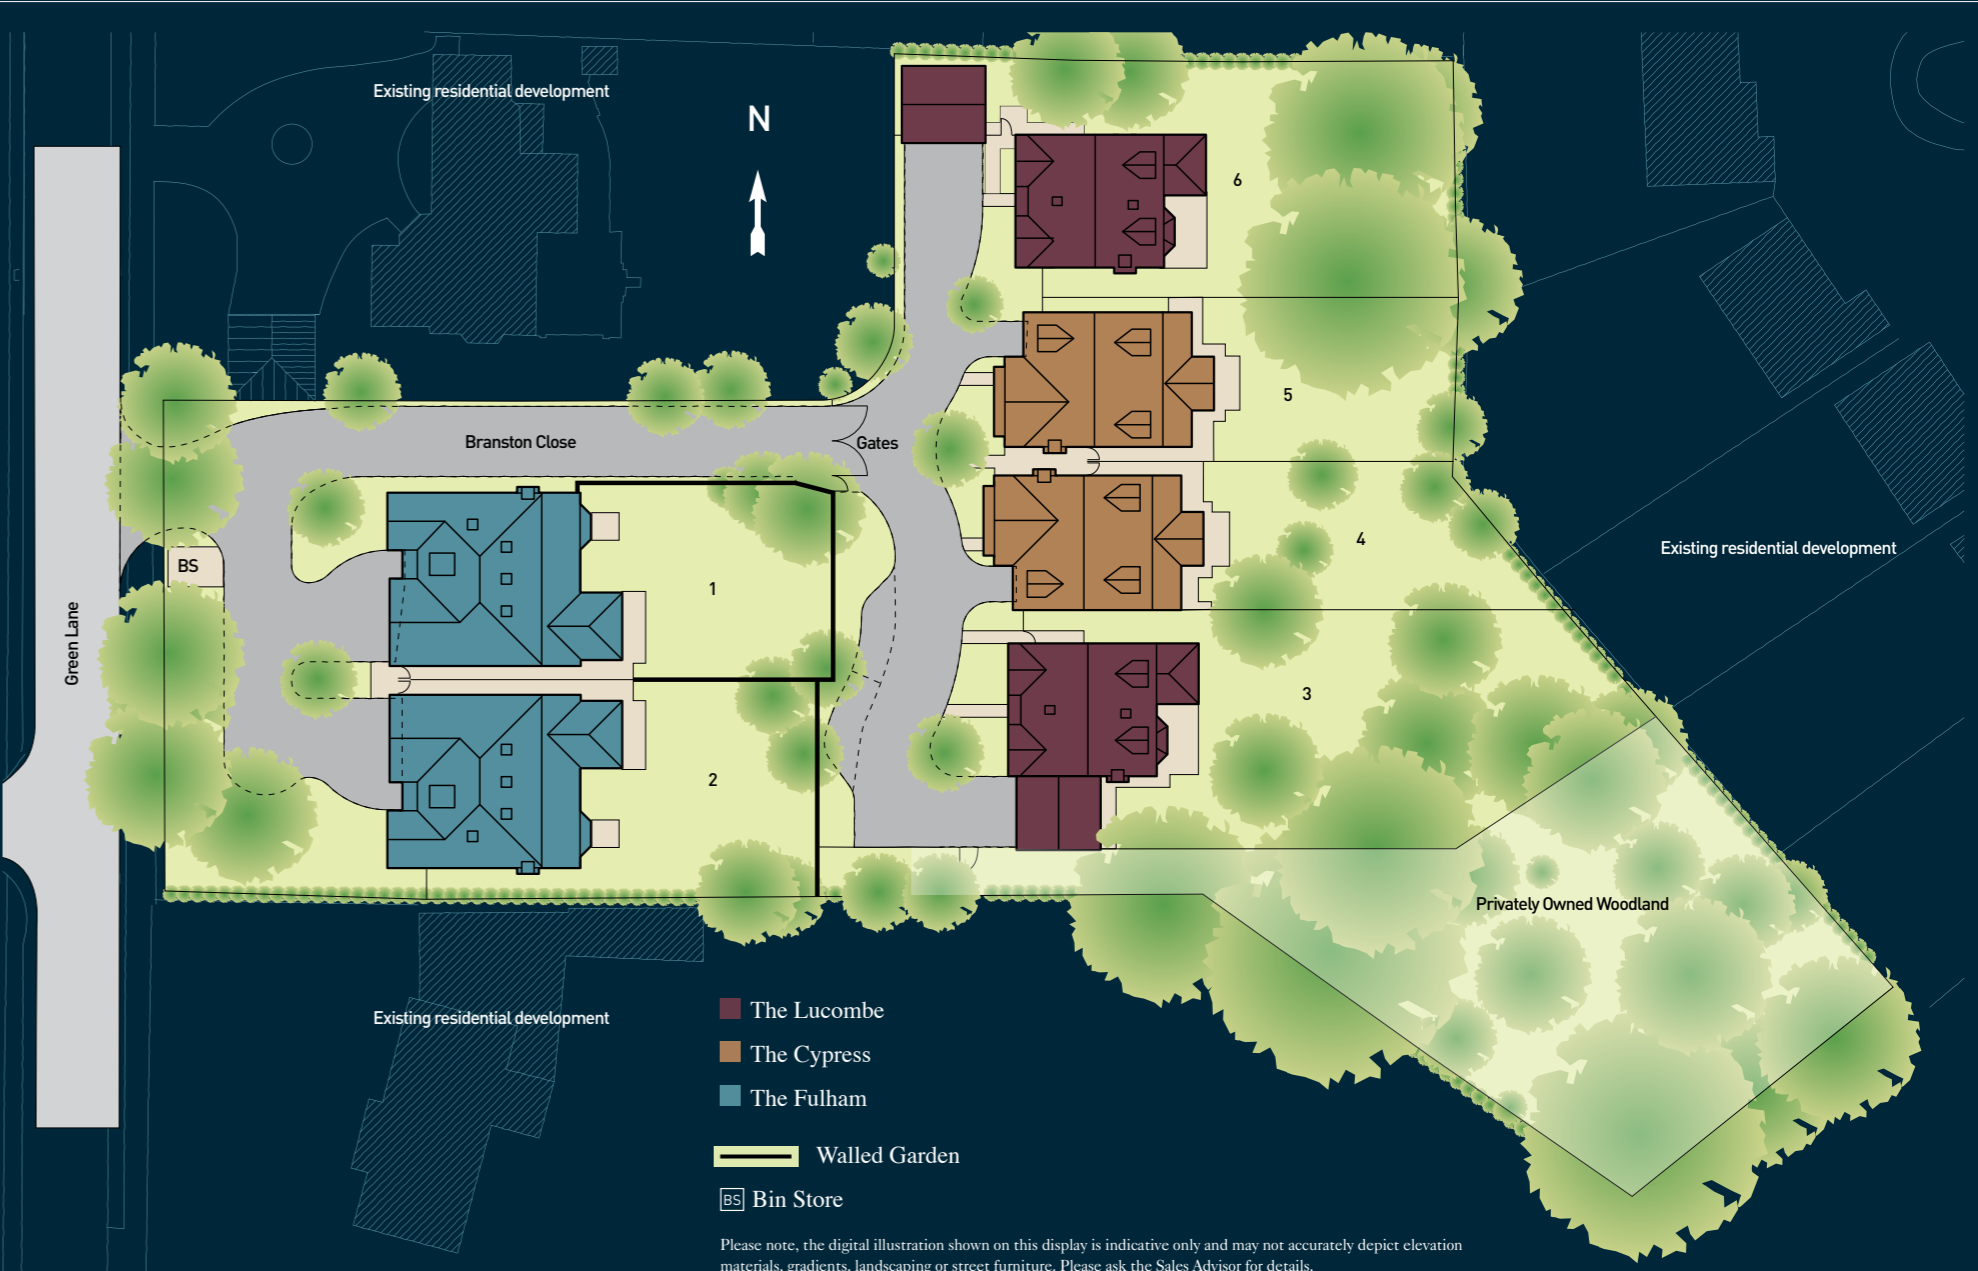 Existing residential development
N
6
5
Branston Close
Gates
4
Existing residential development
BS
1
Green Lane
3
2
Privately Owned Woodland
Existing residential development
The Lucombe
The Cypress
The Fulham
Walled Garden
BS Bin Store
Please note, the digital illustration shown on this display is indicative only and may not accurately depict elevation
materials, gradients, landscaping or street furniture. Please ask the Sales Advisor for details.